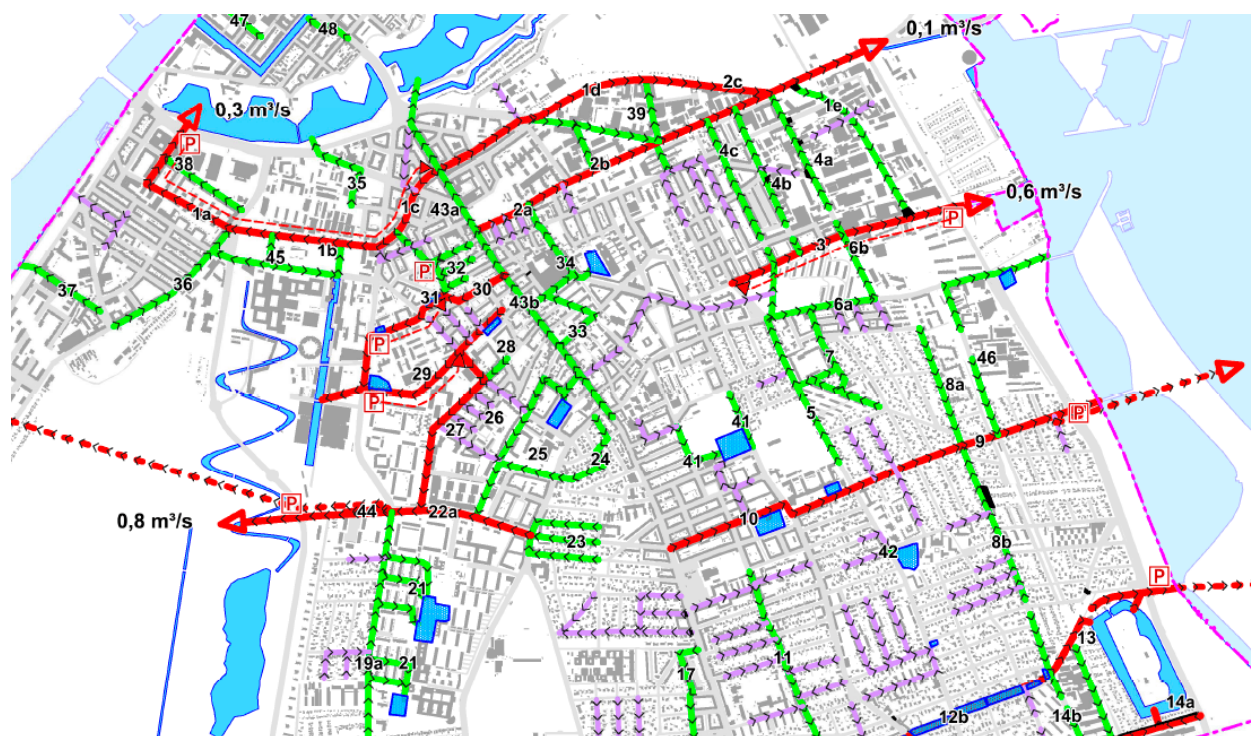 47
48
0,1 m³/s
2c
1d
0,3 m³/s
39
1e
P
38
4c
4a
35
2b
4b
1a
43a
1c
2a
0,6 m³/s
P
1b
3
6b
45
32
34
P
36
37
31
30
43b
6a
33
P
28
7
46
29
8a
P
26
5
41
27
25
41
9
P
24
P
44
22a
10
0,8 m³/s
23
42
8b
P
21
13
19a
21
11
17
14a
12b
14b